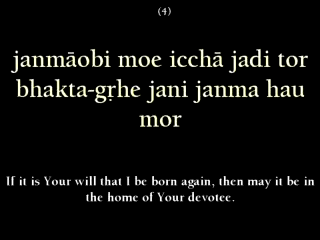 (4)
janmāobi moe icchā jadi tor
bhakta-gṛhe jani janma hau
mor
If it is Your will that I be born again, then may it be in
the home of Your devotee.